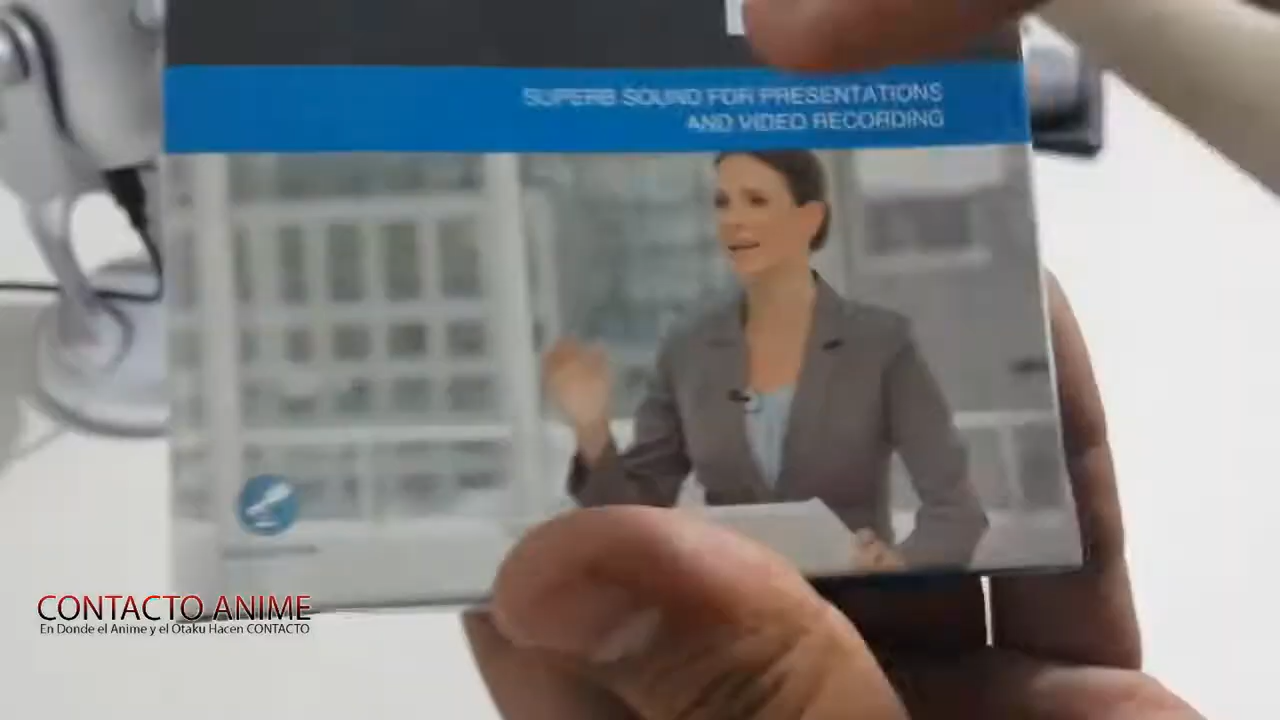 SUPERB SOUND FOR PRESENTATIONS
AND VIDEO RECORDING
CONTACTO ANIME
En Donde el Anime y el Otaku Hacen CONTACTO